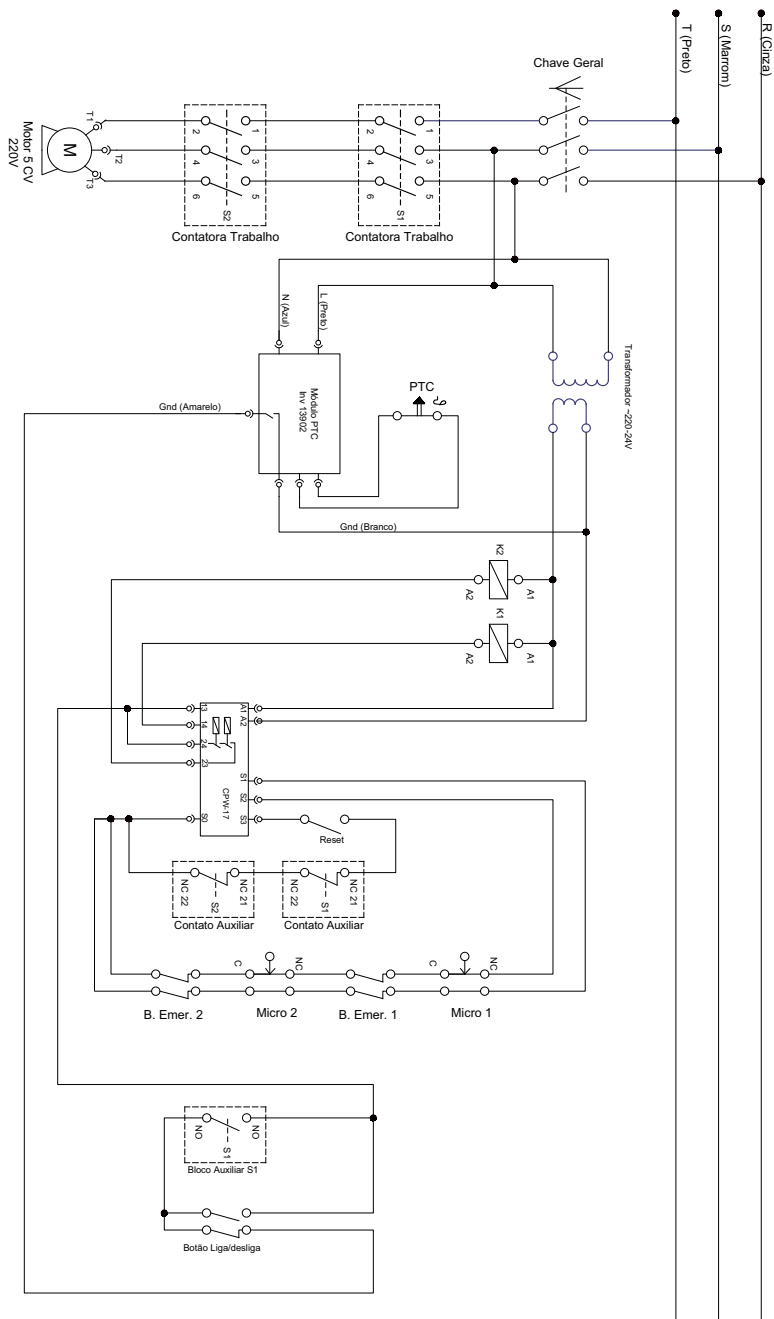 R (Cinza)
S (Marrom)
T (Preto)
Chave Geral
T1
T2
T3
M
Motor 5 CV
220V
2
1
4
3
6
5
S2
Contatora Trabalho
2
1
4
3
6
5
S1
Contatora Trabalho
N (Azul)
L (Preto)
Transformador ~220-24V
Módulo PTC
Inv 13902
PTC
Gnd (Amarelo)
Gnd (Branco)
K2
A2
A1
K1
A2
A1
13
14
24
23
S0
A1
A2
S1
S2
S3
CPW-17
Reset
NC 22
NC 21
S2
Contato Auxiliar
NC 22
NC 21
S1
Contato Auxiliar
C
NC
C
NC
B. Emer. 2
Micro 2
B. Emer. 1
Micro 1
NO
NO
S1
Bloco Auxiliar S1
Botão Liga/desliga